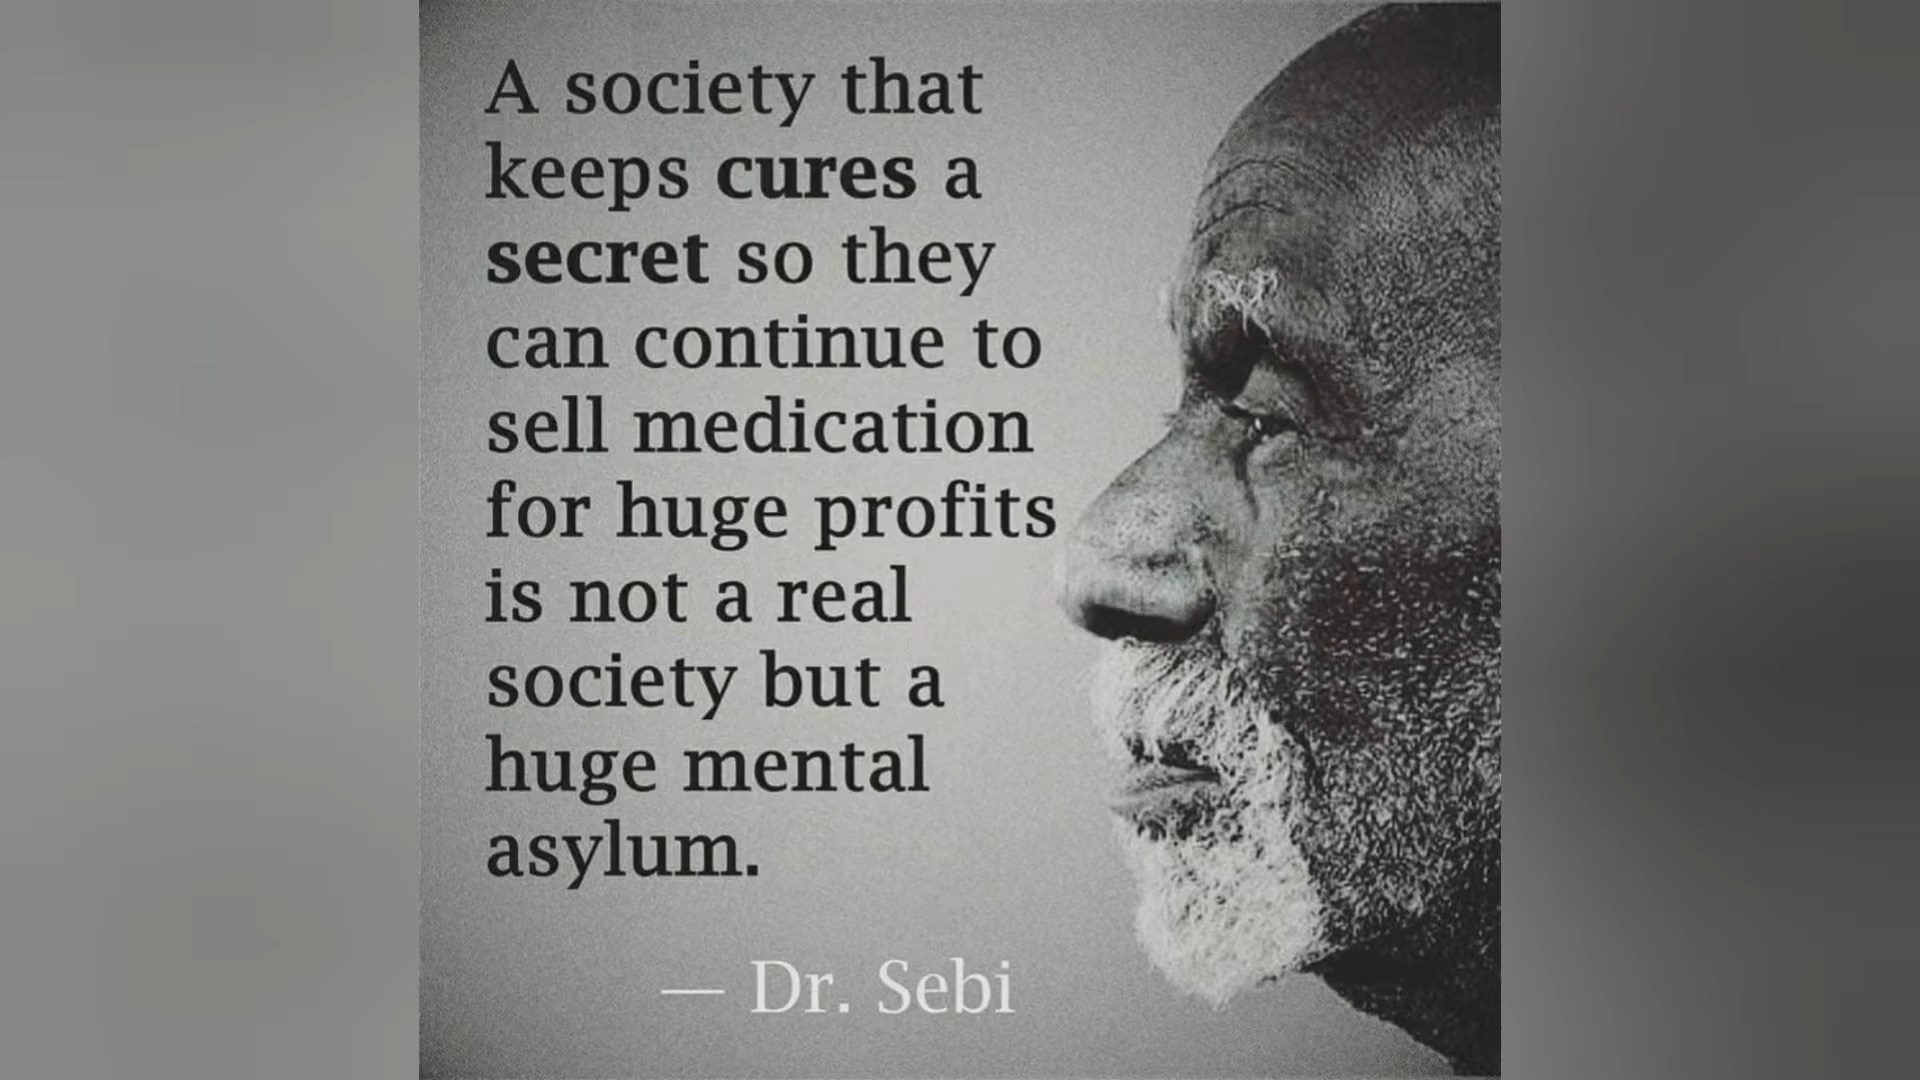 A society that
keeps cures a
secret so they
can continue to
sell medication
for huge profits
is not a real
society but a
huge mental
asylum.
— Dr. Sebi